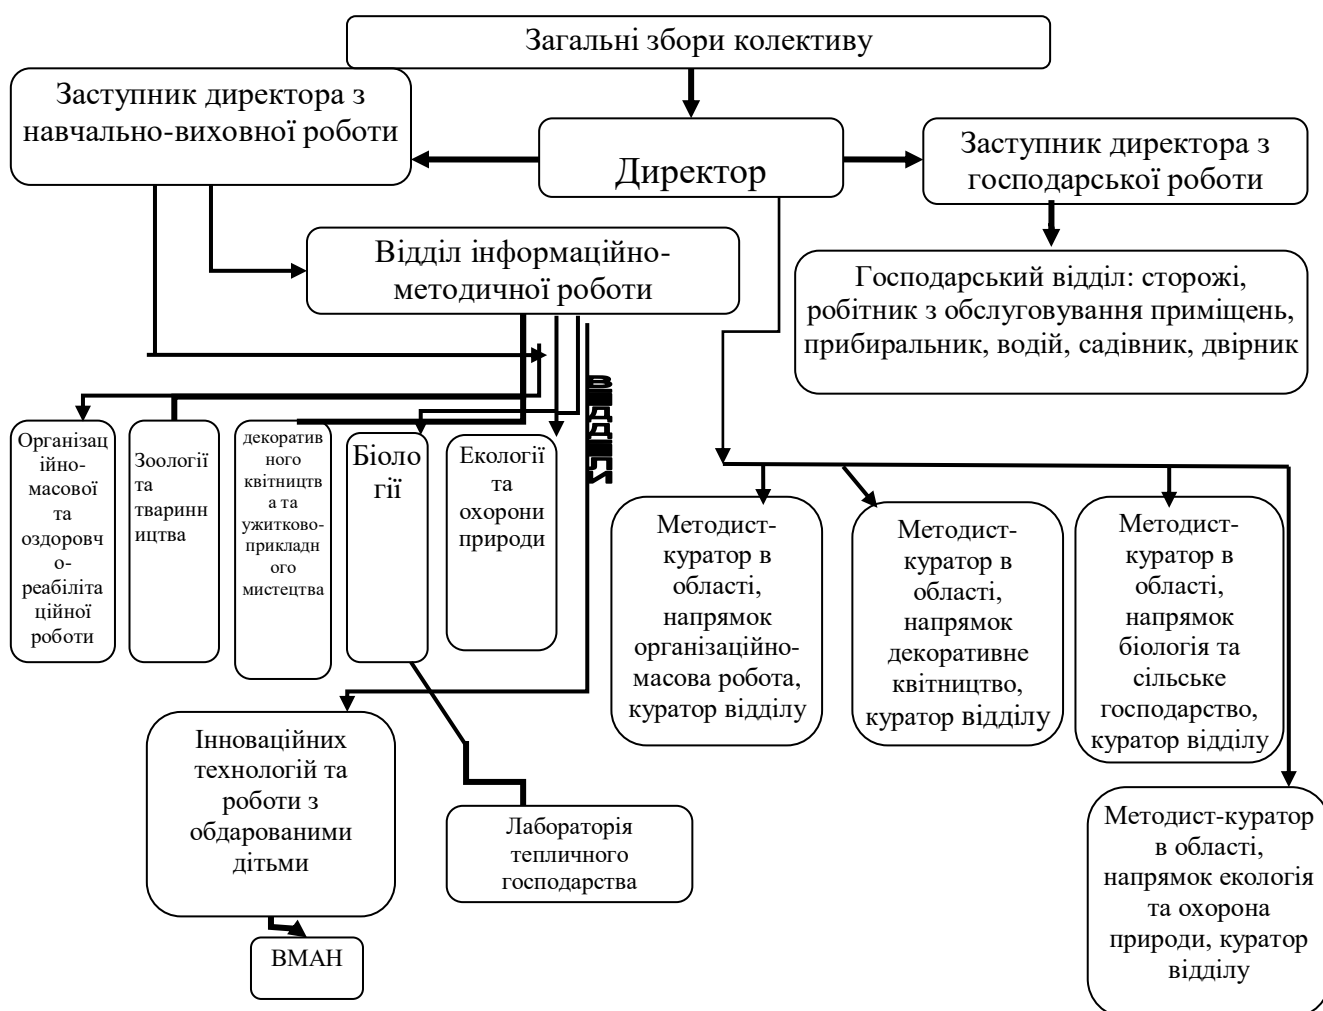 Загальні збори колективу
Заступник директора з
навчально-виховної роботи
Директор
Заступник директора з
господарської роботи
Відділ інформаційно-
методичної роботи
Господарський відділ: сторожі,
робітник з обслуговування приміщень,
прибиральник, водій, садівник, двірник
ВІДДІЛ
Організац
ійно-
масової
та
оздоровч
о-
реабіліта
ційної
роботи
Зоології
та
тваринн
ицтва
декоратив
ного
квітництв
а та
ужитково-
прикладн
ого
мистецтва
Біоло
гії
Екології
та
охорони
природи
Методист-
куратор в
області,
напрямок
організаційно-
масова робота,
куратор відділу
Методист-
куратор в
області,
напрямок
декоративне
квітництво,
куратор відділу
Методист-
куратор в
області,
напрямок
біологія та
сільське
господарство,
куратор відділу
Інноваційних
технологій та
роботи з
обдарованими
дітьми
Лабораторія
тепличного
господарства
Методист-куратор
в області,
напрямок екологія
та охорона
природи, куратор
відділу
ВМАН